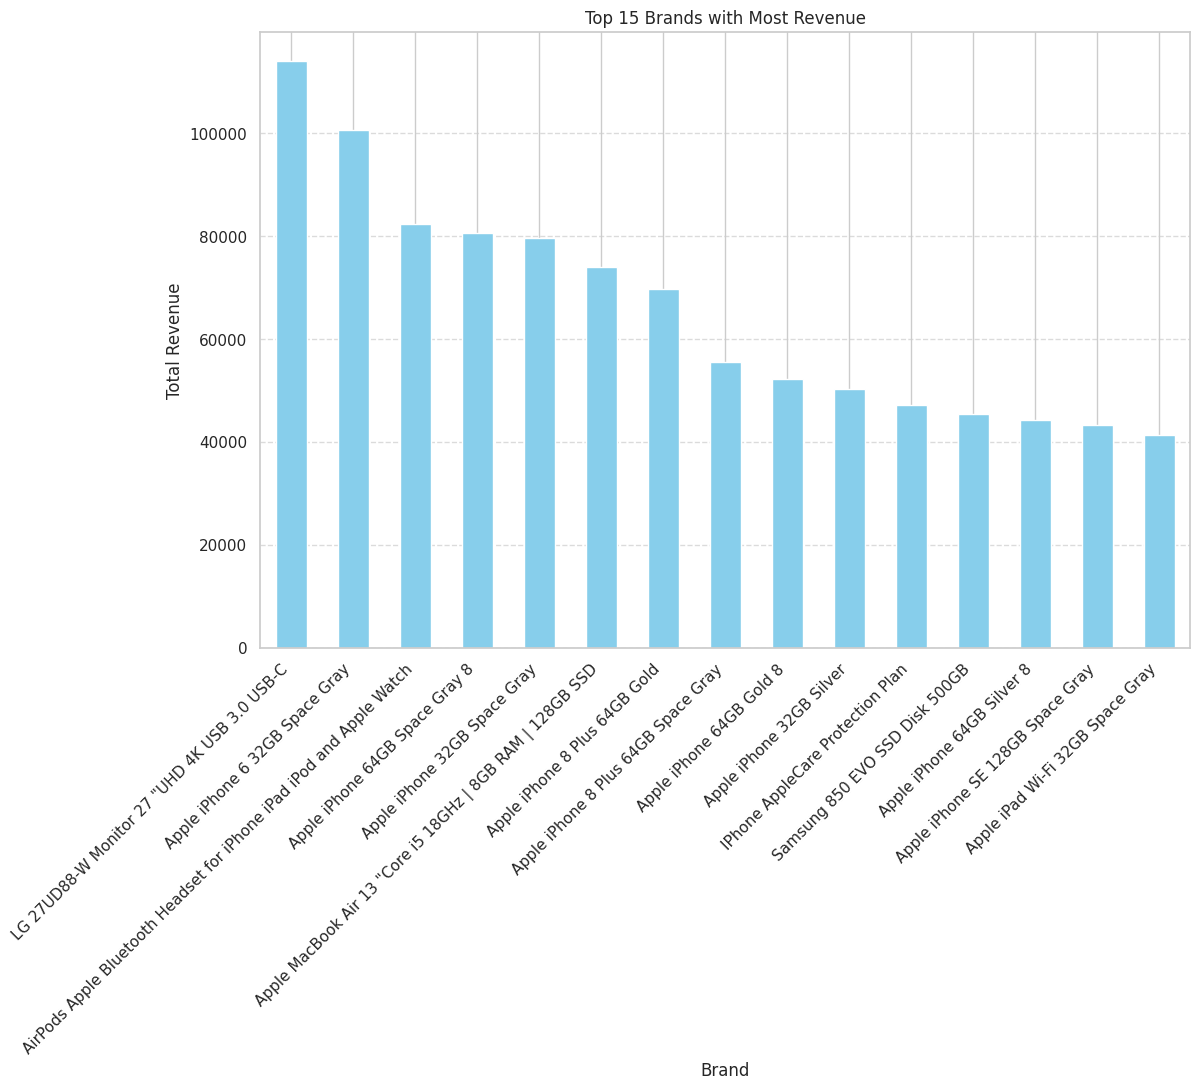 Top 15 Brands with Most Revenue
Total Revenue
100000
80000
60000
40000
20000
0
LG 27UD88-W Monitor 27 "UHD 4K USB 3.0 USB-C
Apple iPhone 6 32GB Space Gray
AirPods Apple Bluetooth Headset for iPhone iPad iPod and Apple Watch
Apple iPhone 64GB Space Gray 8
Apple iPhone 32GB Space Gray
Apple MacBook Air 13 "Core i5 18GHz | 8GB RAM | 128GB SSD
Apple iPhone 8 Plus 64GB Gold
Apple iPhone 8 Plus 64GB Space Gray
Apple iPhone 64GB Gold 8
Apple iPhone 32GB Silver
IPhone AppleCare Protection Plan
Samsung 850 EVO SSD Disk 500GB
Apple iPhone 64GB Silver 8
Apple iPhone SE 128GB Space Gray
Apple iPad Wi-Fi 32GB Space Gray
Brand